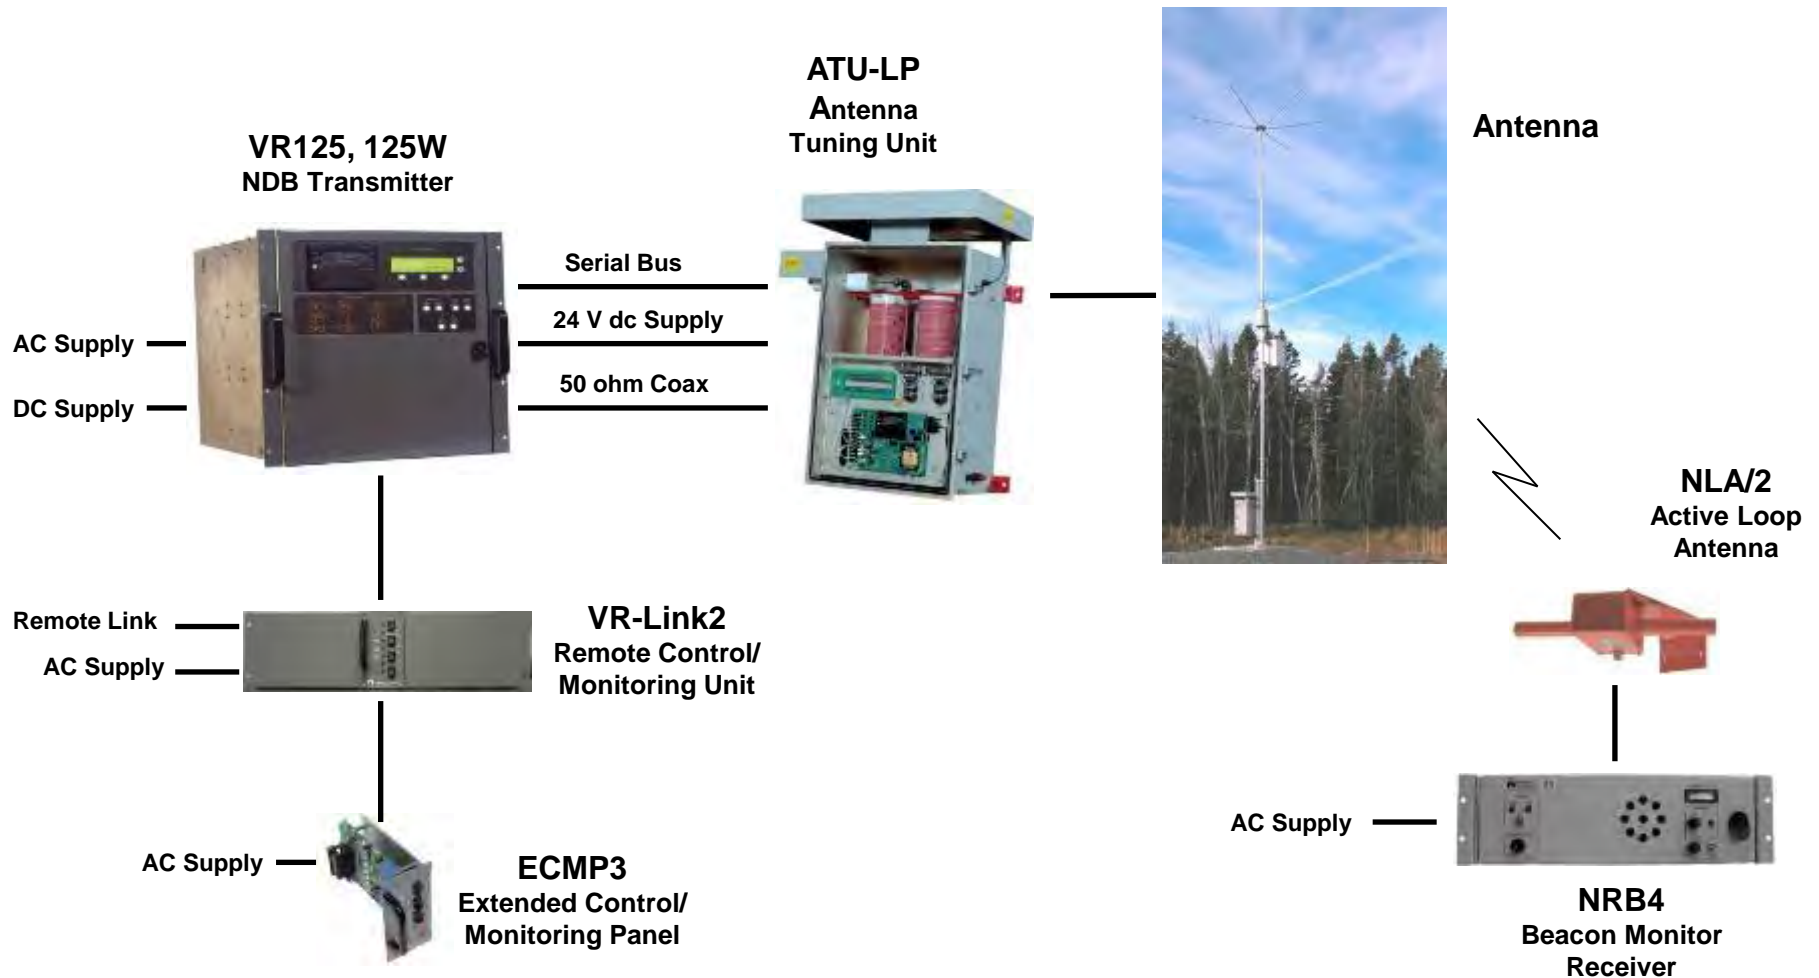 ATU-LP
Antenna
Tuning Unit
Antenna
VR125, 125W
NDB Transmitter
Serial Bus
24 V dc Supply
50 ohm Coax
AC Supply
DC Supply
NLA/2
Active Loop
Antenna
Remote Link
AC Supply
VR-Link2
Remote Control/
Monitoring Unit
AC Supply
ECMP3
Extended Control/
Monitoring Panel
AC Supply
NRB4
Beacon Monitor
Receiver